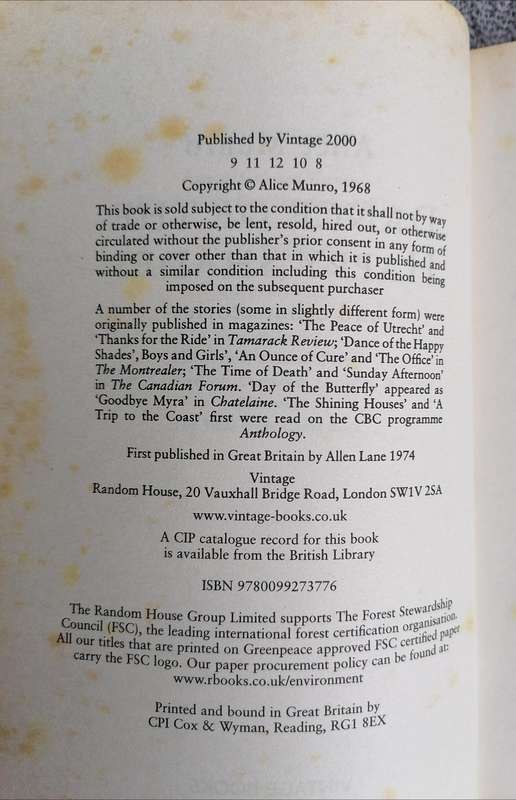 Published by Vintage 2000
9 11 12 10 8
Copyright © Alice Munro, 1968
This book is sold subject to the condition that it shall not by way
of trade or otherwise, be lent, resold, hired out, or otherwise
circulated without the publisher's prior consent in any form of
binding or cover other than that in which it is published and
without a similar condition including this condition being
imposed on the subsequent purchaser
A number of the stories (some in slightly different form) were
originally published in magazines: 'The Peace of Utrecht' and
'Thanks for the Ride' in Tamarack Review; 'Dance of the Happy
Shades', Boys and Girls', 'An Ounce of Cure' and 'The Office' in
The Montrealer; 'The Time of Death' and 'Sunday Afternoon'
in The Canadian Forum. 'Day of the Butterfly' appeared as
'Goodbye Myra' in Chatelaine. 'The Shining Houses' and 'A
Trip to the Coast' first were read on the CBC programme
Anthology.
First published in Great Britain by Allen Lane 1974
Vintage
Random House, 20 Vauxhall Bridge Road, London SW1V 2SA
www.vintage-books.co.uk
A CIP catalogue record for this book
is available from the British Library
ISBN 9780099273776
The Random House Group Limited supports The Forest Stewardship
Council (FSC), the leading international forest certification organisation.
All our titles that are printed on Greenpeace approved FSC certified paper
carry the FSC logo. Our paper procurement policy can be found at:
www.rbooks.co.uk/environment
Printed and bound in Great Britain by
CPI Cox & Wyman, Reading, RG1 8EX